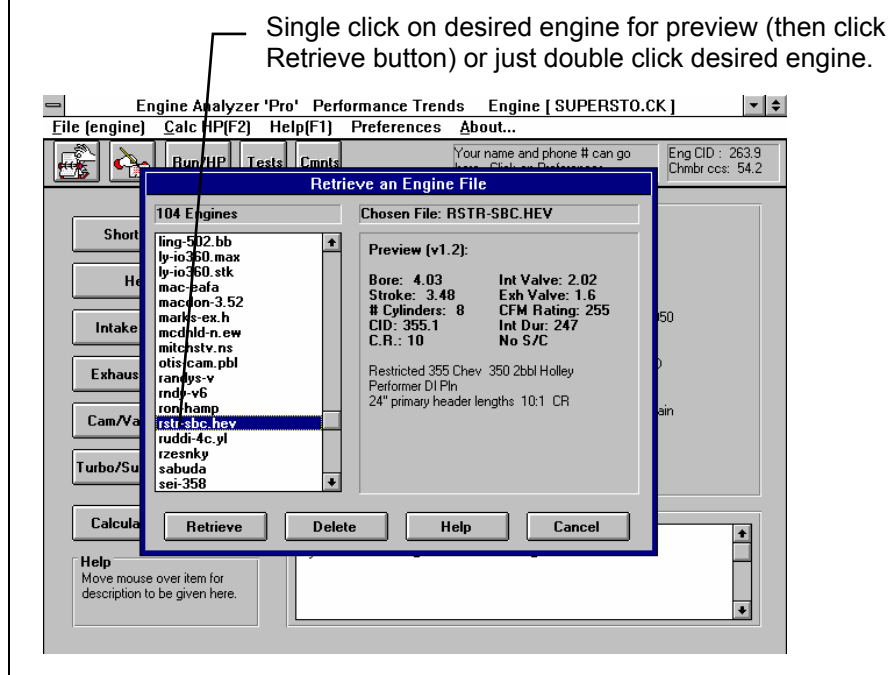 Single click on desired engine for preview (then click
Retrieve button) or just double click desired engine.
Engine Analyzer 'Pro' Performance Trends Engine [ SUPERSTO.CK ]
File (engine) Calc HP(F2) Help(F1) Preferences About...
Run/HP Tests Cmnts
Your name and phone # can go
Eng CID : 263.9
Chmbr ccs: 54.2
Retrieve an Engine File
104 Engines
Chosen File: RSTR-SBC.HEV
ling-502.bb
ly-io360.max
ly-io360.stk
mac-eafa
macdon-3.52
marks-ex.h
mcdnld-n.ew
mitchstv.ns
otis-cam.pbl
randys-v
rndy-v6
ron-hamp
rstr-sbc.hev
ruddi-4c.yl
rzesnky
sabuda
sei-358
Preview (v1.2):
Bore: 4.03 Int Valve: 2.02
Stroke: 3.48 Exh Valve: 1.6
# Cylinders: 8 CFM Rating: 255
CID: 355.1 Int Dur: 247
C.R.: 10 No S/C
Restricted 355 Chev 350 2bbl Holley
Performer DI Pln
24" primary header lengths 10:1 CR
Retrieve Delete Help Cancel
Short
He
Intake
Exhaus
Cam/Va
Turbo/Su
Calcula
50
ain
Help
Move mouse over item for
description to be given here.